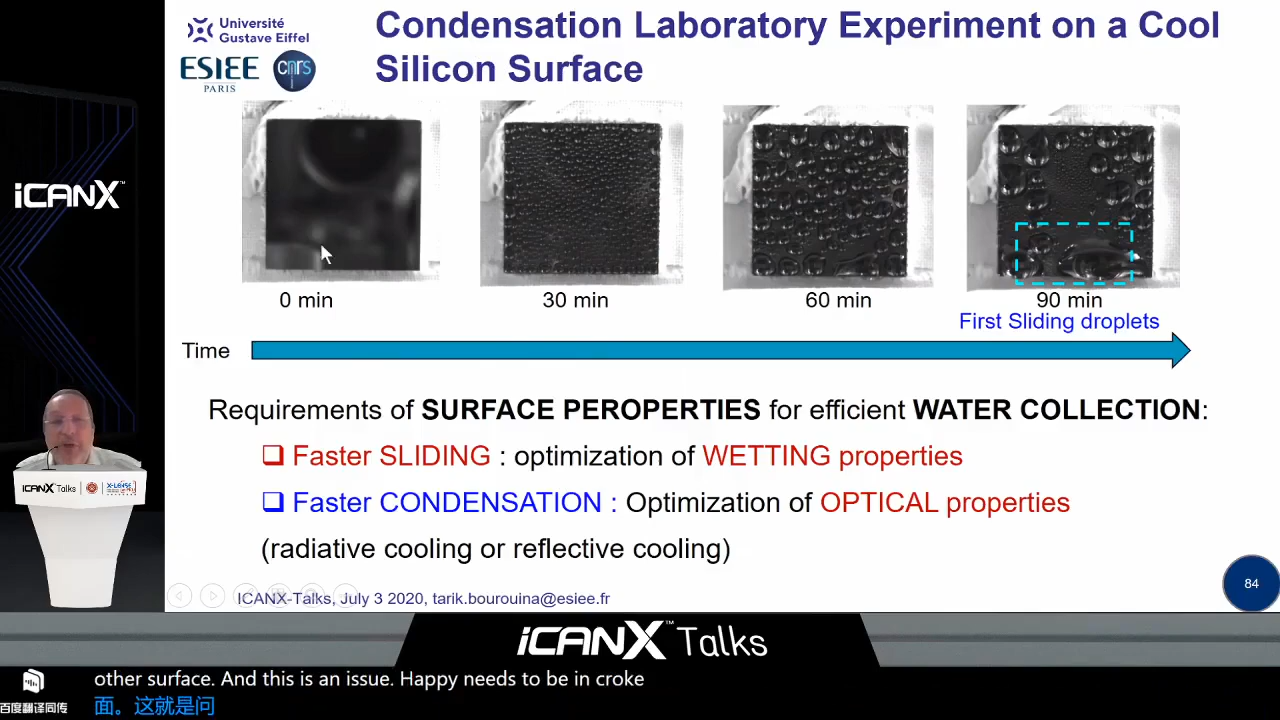 Université
Gustave Eiffel
ESIEE
PARIS
cnrs
Condensation Laboratory Experiment on a Cool
Silicon Surface
iCANX™
0 min
30 min
60 min
90 min
First Sliding droplets
Time
Requirements of SURFACE PEROPERTIES for efficient WATER COLLECTION:
❑ Faster SLIDING : optimization of WETTING properties
❑ Faster CONDENSATION : Optimization of OPTICAL properties
(radiative cooling or reflective cooling)
iCANX Talks
X-LENSE
84
ICANX-Talks, July 3 2020, tarik.bourouina@esiee.fr
iCANX™ Talks
other surface. And this is an issue. Happy needs to be in croke
百度翻译同传
面。这就是问